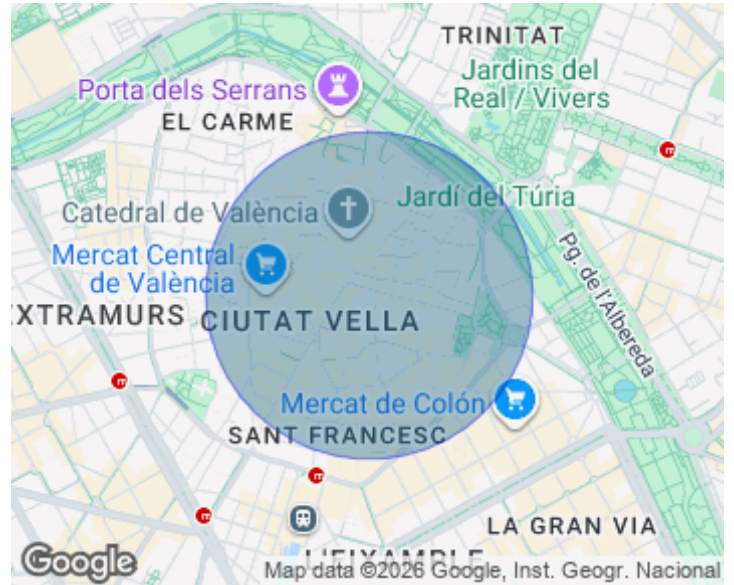 TRINITAT
Jardins del
Real / Vivers
Porta dels Serrans
EL CARME
Jardí del Túria
Catedral de València
Mercat Central
de València
Pg. de l'Albereda
XTRAMURS
CIUTAT VELLA
Mercat de Colón
SANT FRANCESC
LA GRAN VIA
L'EIXAMPLE
Google
Map data ©2026 Google, Inst. Geogr. Nacional